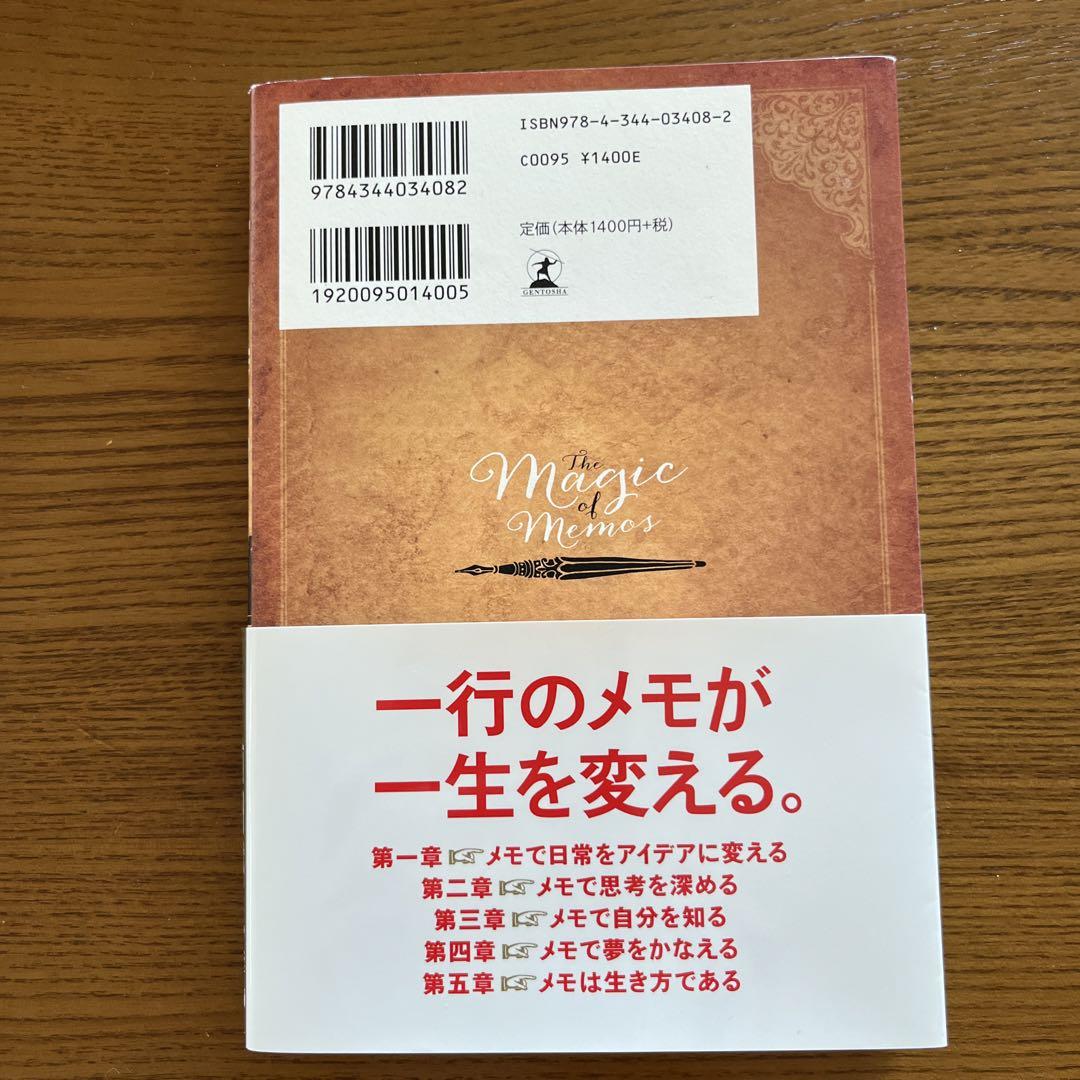 ISBN978-4-344-03408-2
C0095 ¥1400E
9784344034082
定価(本体1400円+税)
GENTOSHA
1920095014005
The
Magic
of
Memos
一行のメモが
一生を変える。
第一章☞メモで日常をアイデアに変える
第二章☞メモで思考を深める
第三章☞メモで自分を知る
第四章☞メモで夢をかなえる
第五章☞メモは生き方である